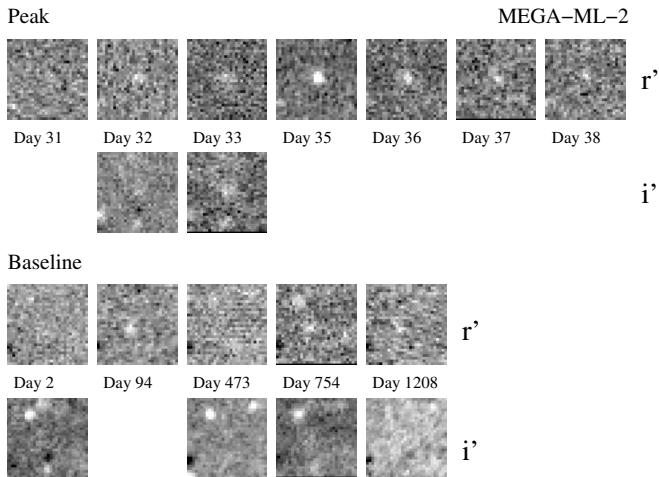 Peak MEGA−ML−2
r’
Day 31 Day 32 Day 33 Day 35 Day 36 Day 37 Day 38
i’
Baseline
r’
Day 2 Day 94 Day 473 Day 754 Day 1208
i’